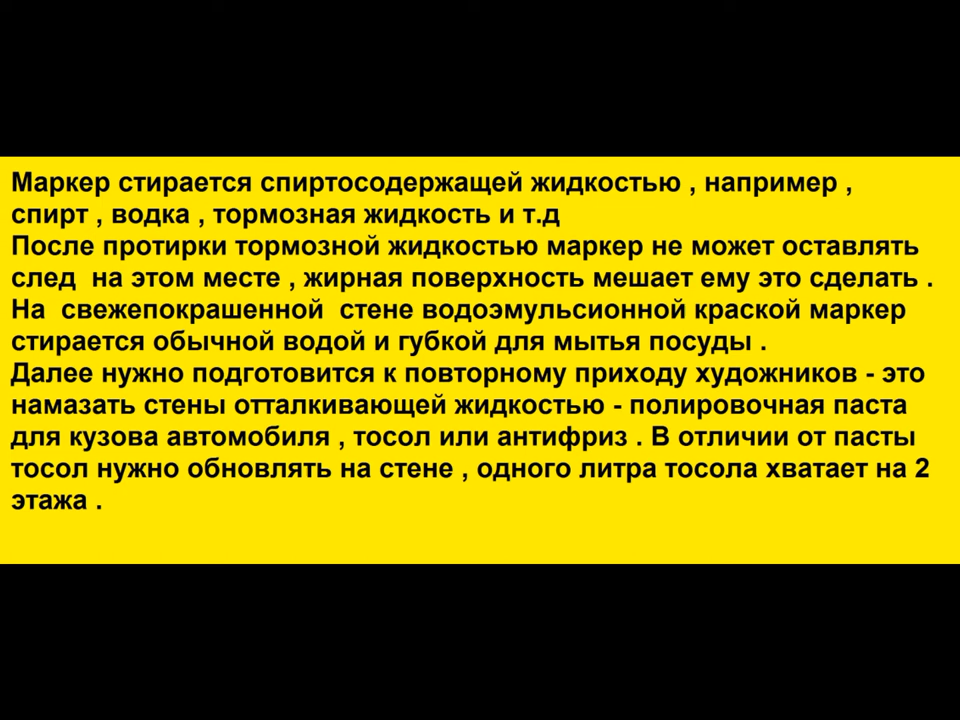 Маркер стирается спиртосодержащей жидкостью , например ,
спирт , водка , тормозная жидкость и т.д
После протирки тормозной жидкостью маркер не может оставлять
след  на этом месте , жирная поверхность мешает ему это сделать .
На  свежепокрашенной  стене водоэмульсионной краской маркер
стирается обычной водой и губкой для мытья посуды .
Далее нужно подготовится к повторному приходу художников - это
намазать стены отталкивающей жидкостью - полировочная паста
для кузова автомобиля , тосол или антифриз . В отличии от пасты
тосол нужно обновлять на стене , одного литра тосола хватает на 2
этажа .